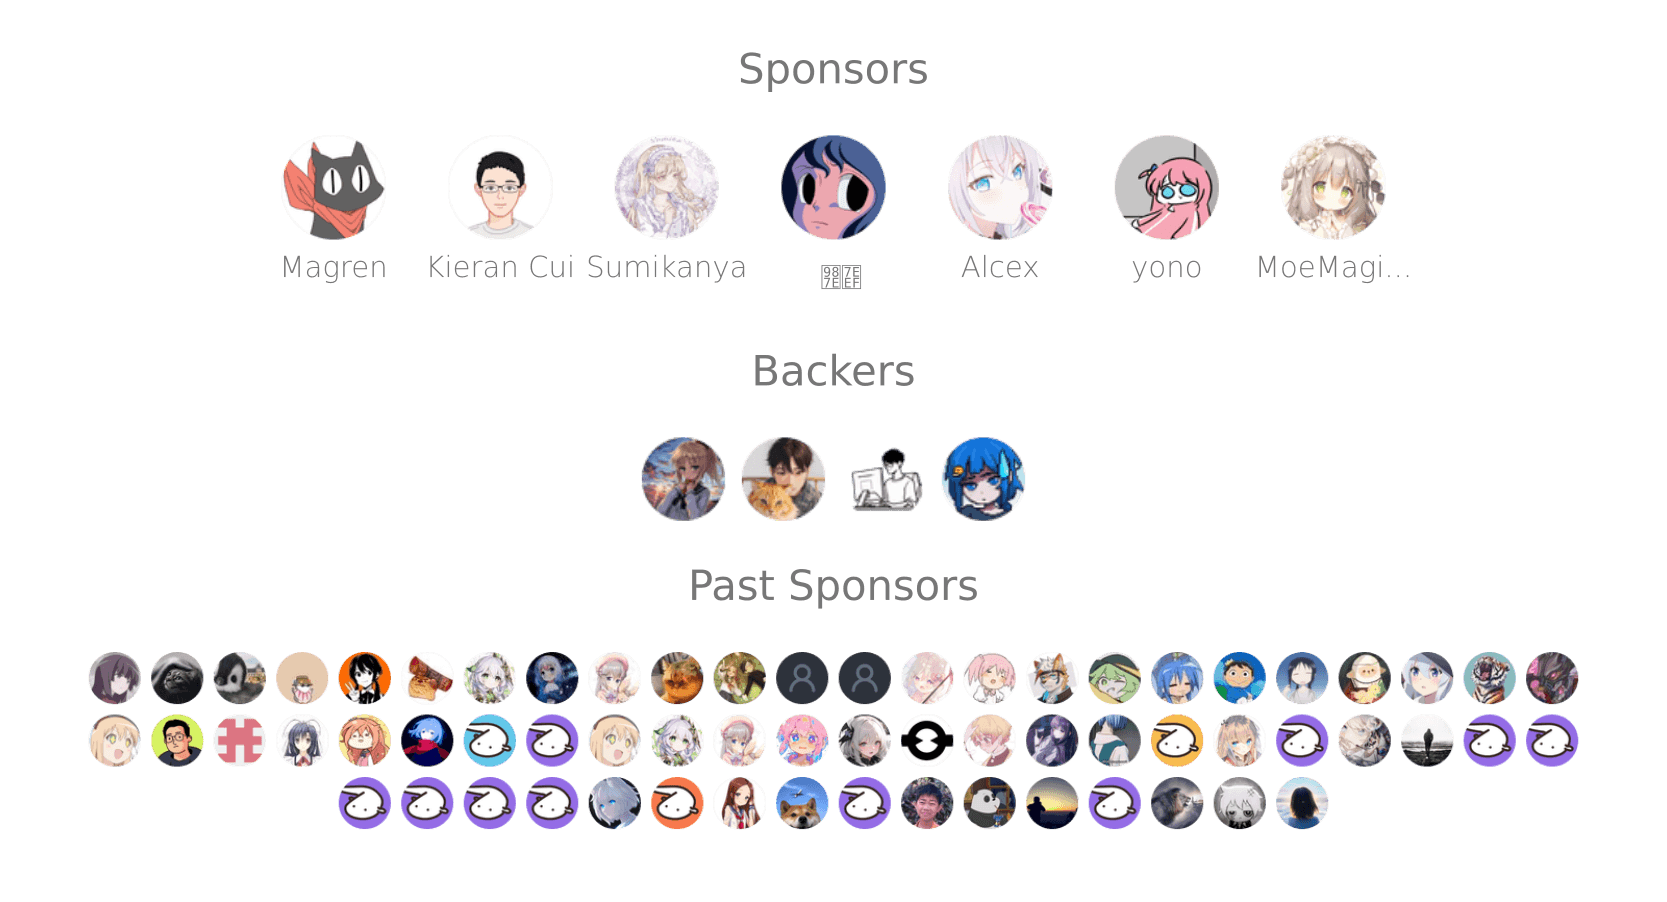 Sponsors
Magren Kieran Cui Sumikanya Alcex yono MoeMagi...
Backers
Past Sponsors